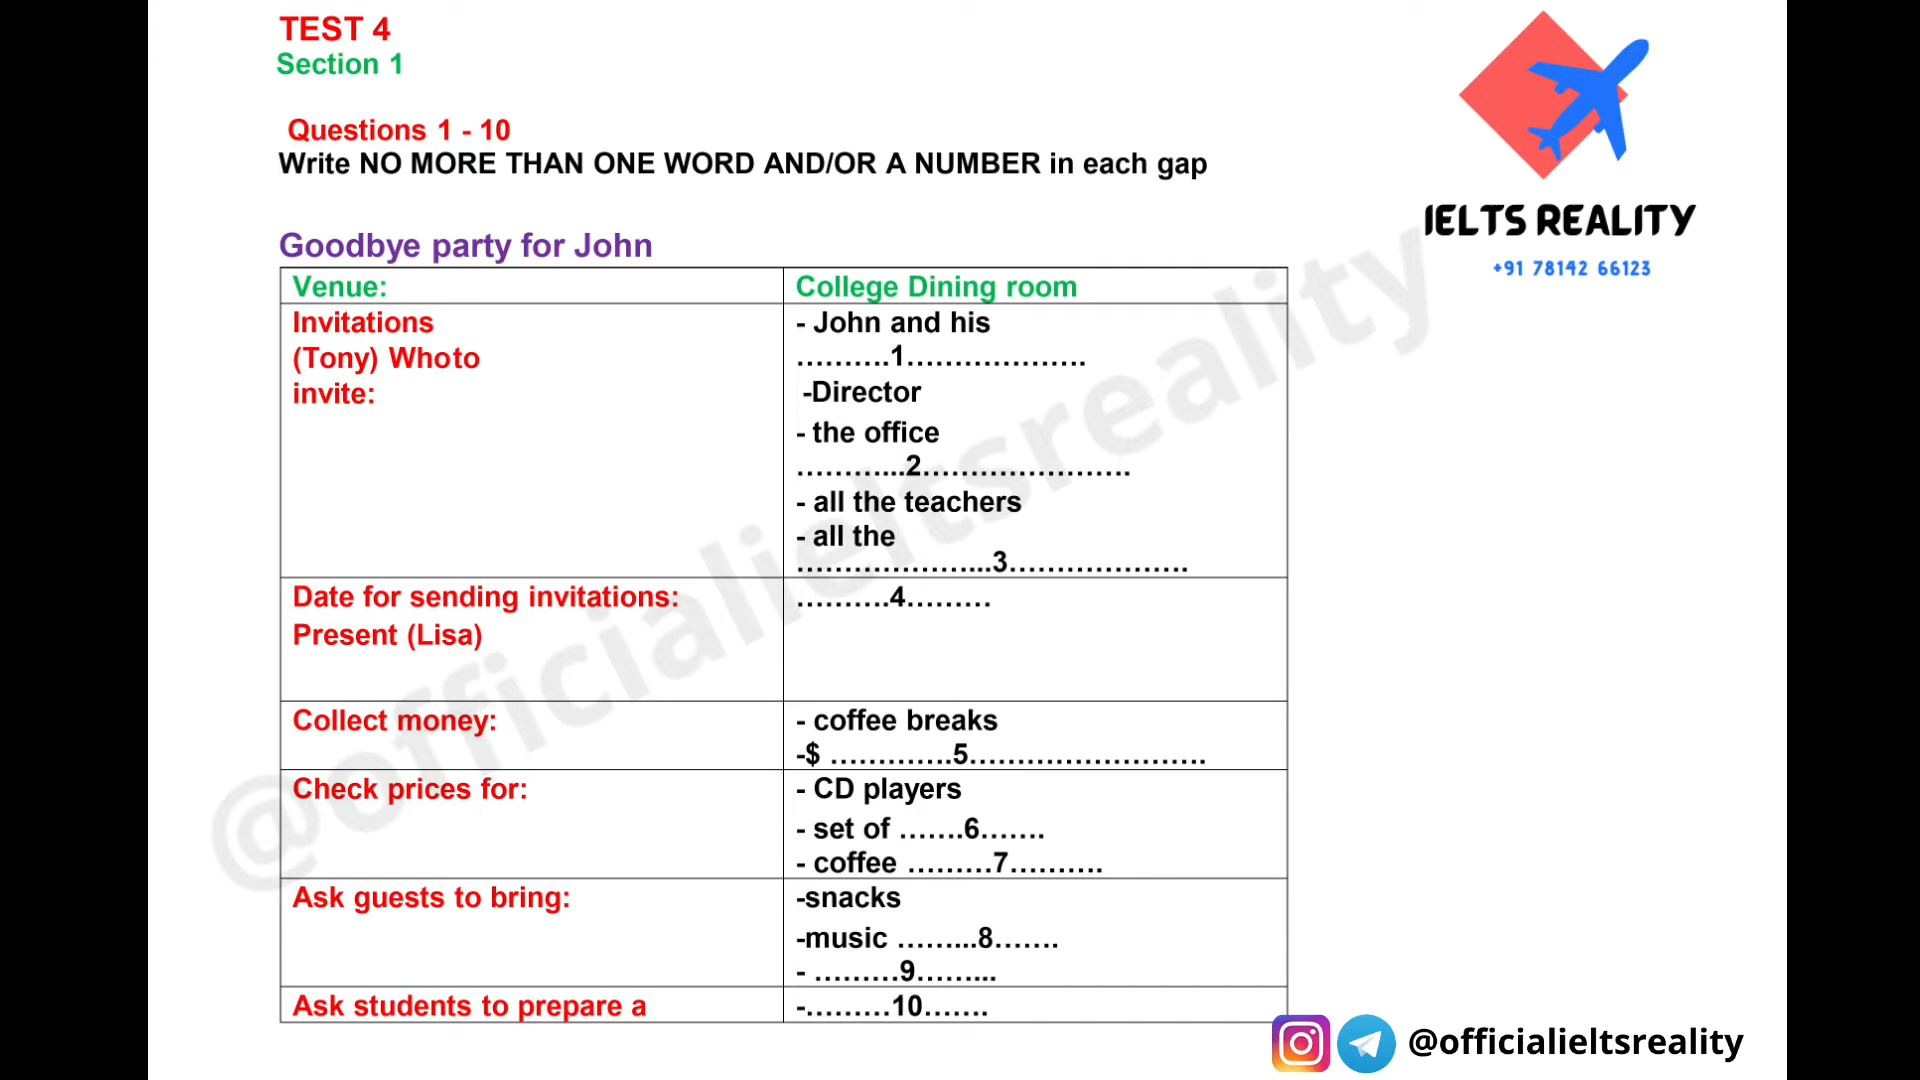 TEST 4
Section 1
Questions 1 - 10
Write NO MORE THAN ONE WORD AND/OR A NUMBER in each gap
IELTS REALITY
+91 78142 66123
Goodbye party for John
Venue: College Dining room
Invitations - John and his
(Tony) Whoto ……….1……………….
invite: -Director
- the office
………...2………………….
- all the teachers
- all the
………………...3……………….
Date for sending invitations: ……….4………
Present (Lisa)
Collect money: - coffee breaks
-$ ………….5…………………….
Check prices for: - CD players
- set of …….6…….
- coffee ………7……….
Ask guests to bring: -snacks
-music ……...8…….
- ………9……...
Ask students to prepare a -………10…….
@officialieltsreality
@officialieltsreality